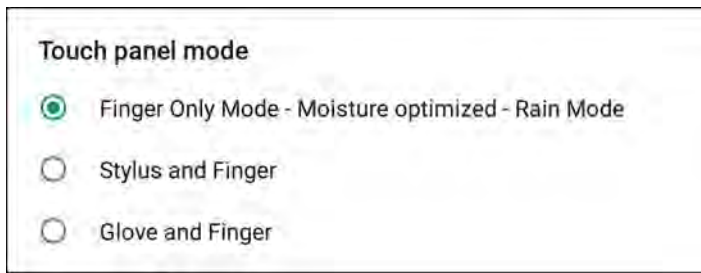 Touch panel mode
Finger Only Mode - Moisture optimized - Rain Mode
Stylus and Finger
Glove and Finger